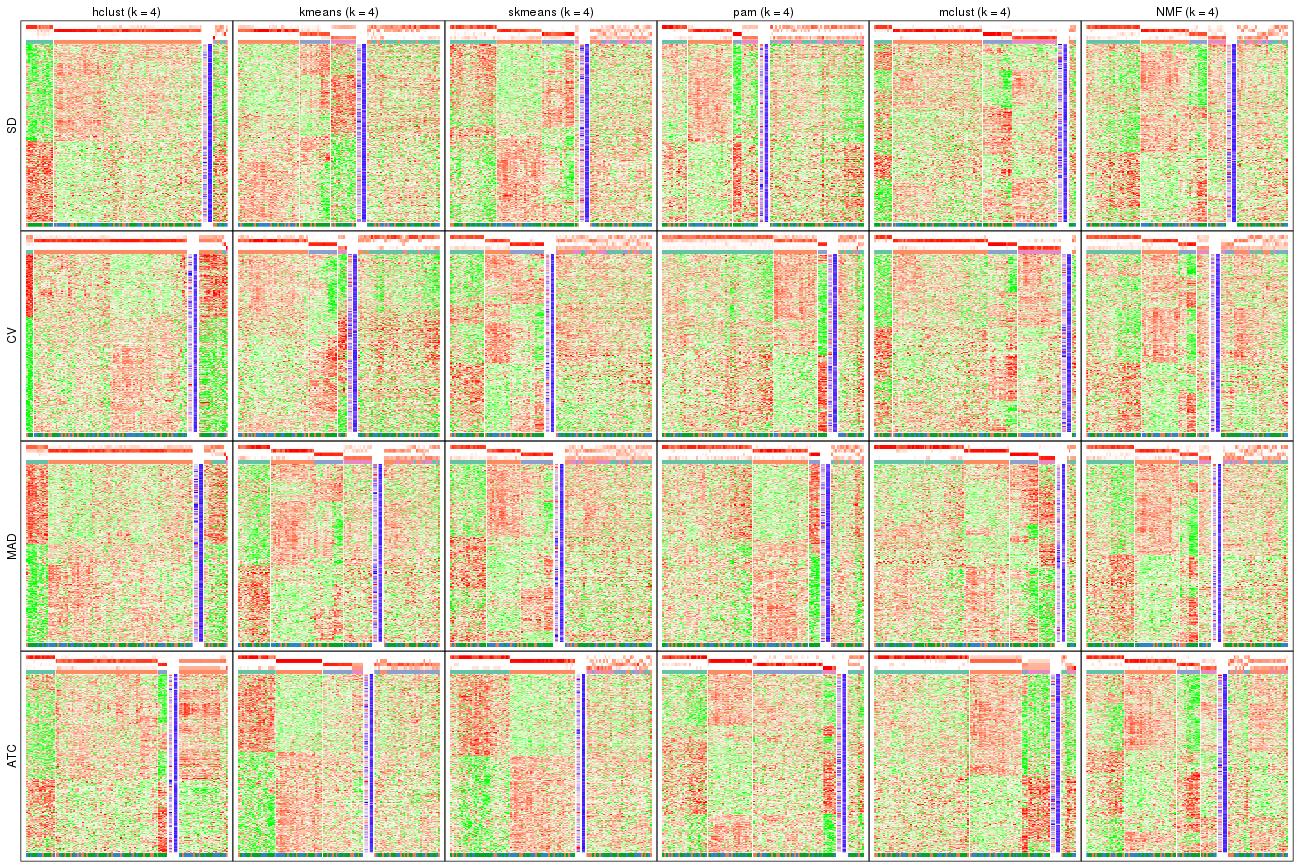 hclust (k = 4) kmeans (k = 4) skmeans (k = 4) pam (k = 4) mclust (k = 4) NMF (k = 4)
SD
CV
MAD
ATC